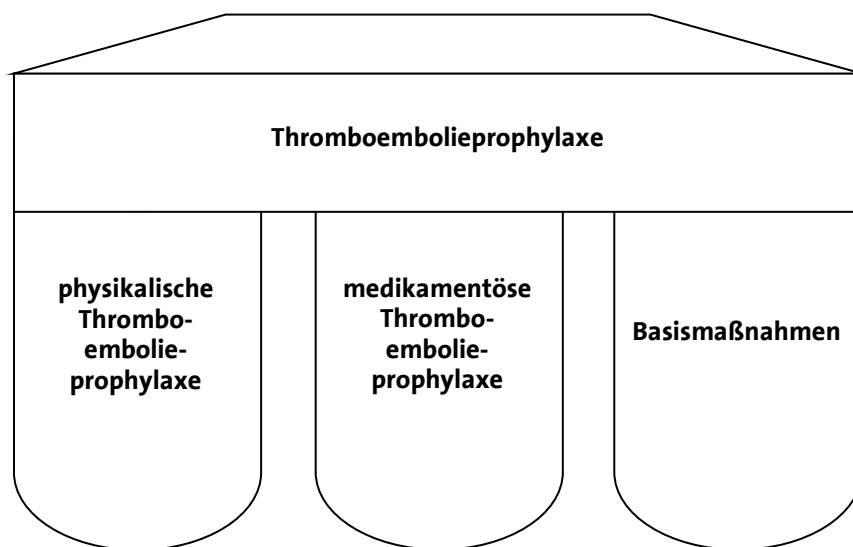 Thromboembolieprophylaxe
physikalische
Thrombo-
embolie-
prophylaxe
medikamentöse
Thrombo-
embolie-
prophylaxe
Basismaßnahmen